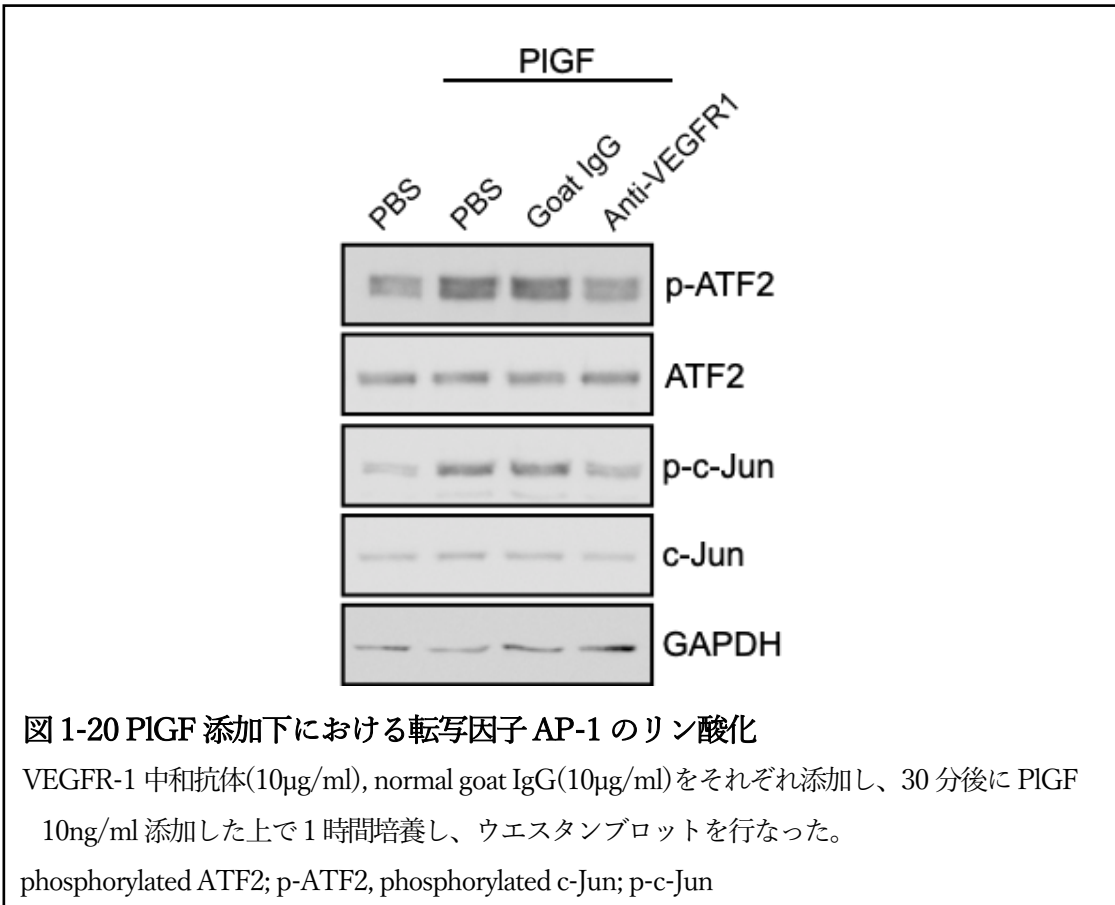 PlGF
PBS PBS Goat IgG Anti-VEGFR1
p-ATF2
ATF2
p-c-Jun
c-Jun
GAPDH
図 1-20 PlGF 添加下における転写因子 AP-1 のリン酸化
VEGFR-1 中和抗体(10μg/ml), normal goat IgG(10μg/ml)をそれぞれ添加し、30 分後に PlGF
10ng/ml 添加した上で 1 時間培養し、ウエスタンブロットを行なった。
phosphorylated ATF2; p-ATF2, phosphorylated c-Jun; p-c-Jun